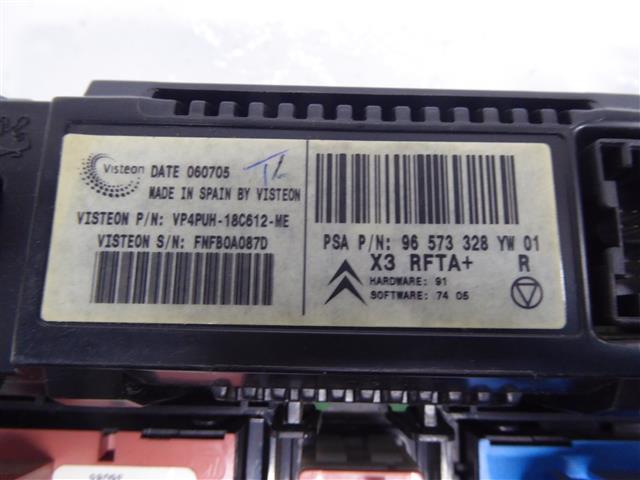 Visteon DATE 060705 TL
MADE IN SPAIN BY VISTEON
VISTEON P/N: VP4PUH-18C612-ME
VISTEON S/N: FNFB0A087D
PSA P/N: 96 573 328 YW 01
X3 RFTA+ R
HARDWARE: 91
SOFTWARE: 74 05